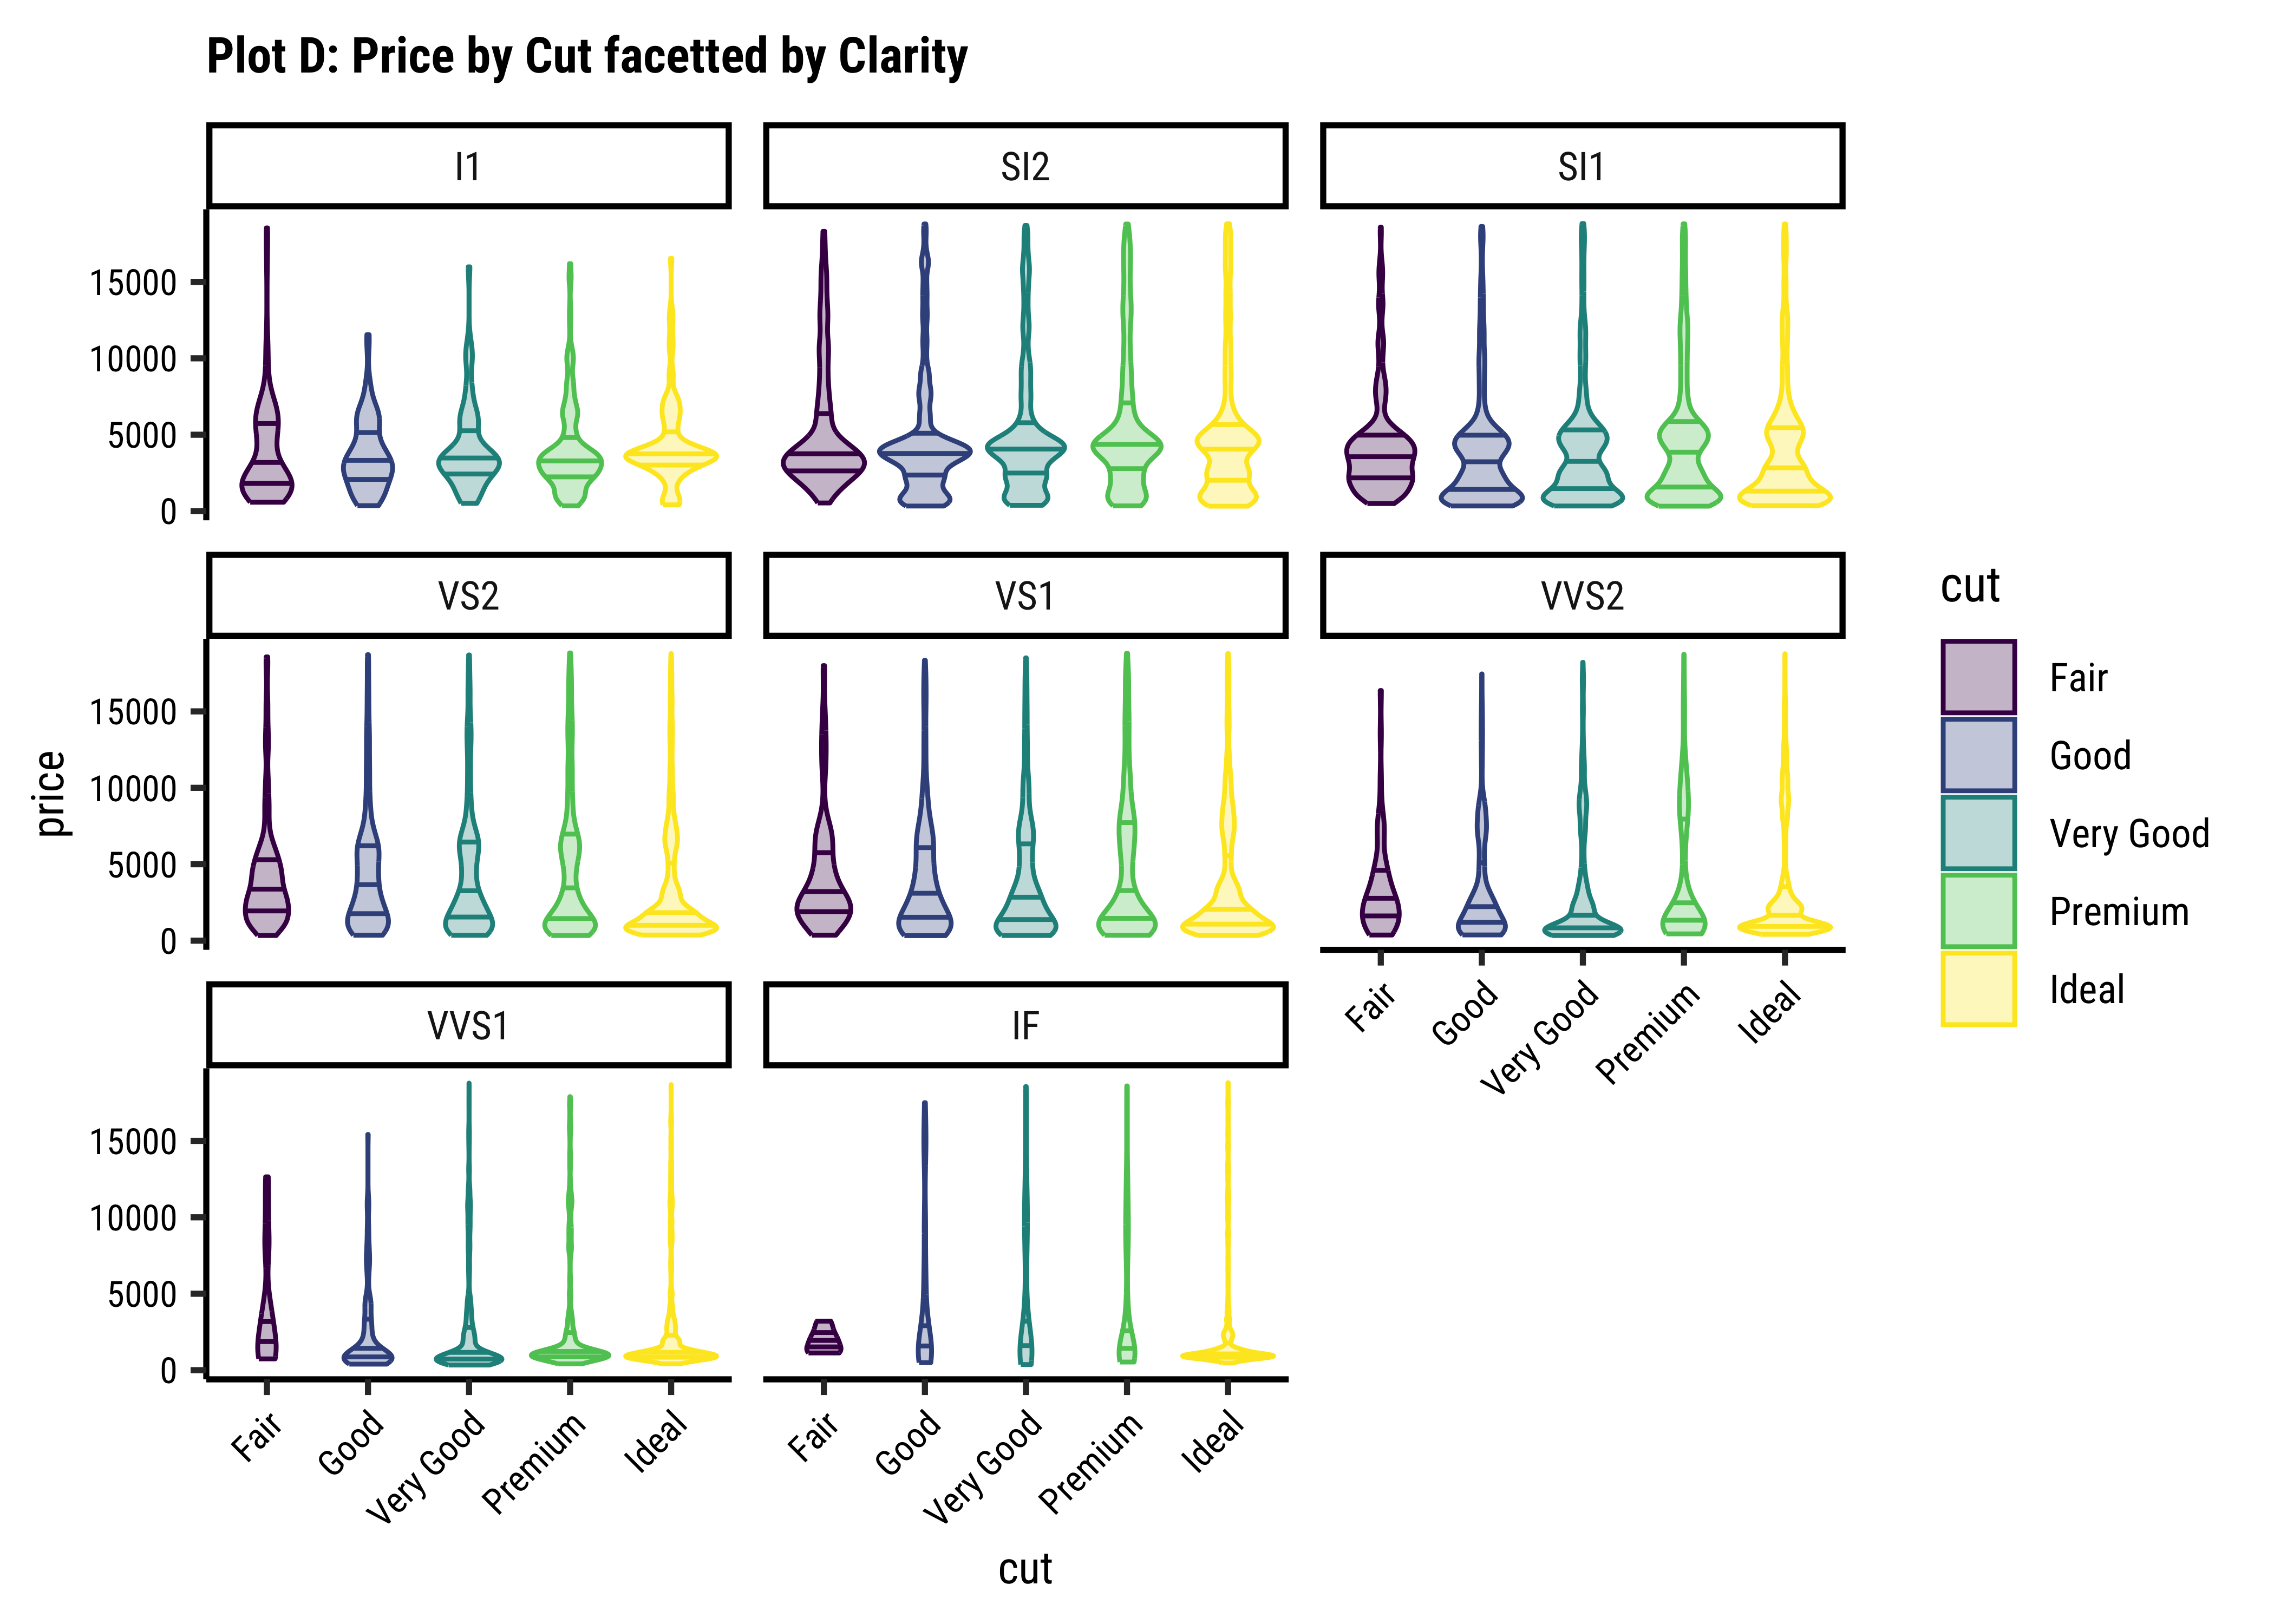 Plot D: Price by Cut facetted by Clarity
I1
SI2
SI1
15000
10000
5000
0
VS2
VS1
VVS2
15000
10000
5000
0
price
Fair
Good
Very Good
Premium
Ideal
cut
Fair
Good
Very Good
Premium
Ideal
VVS1
IF
15000
10000
5000
0
Fair
Good
Very Good
Premium
Ideal
Fair
Good
Very Good
Premium
Ideal
cut